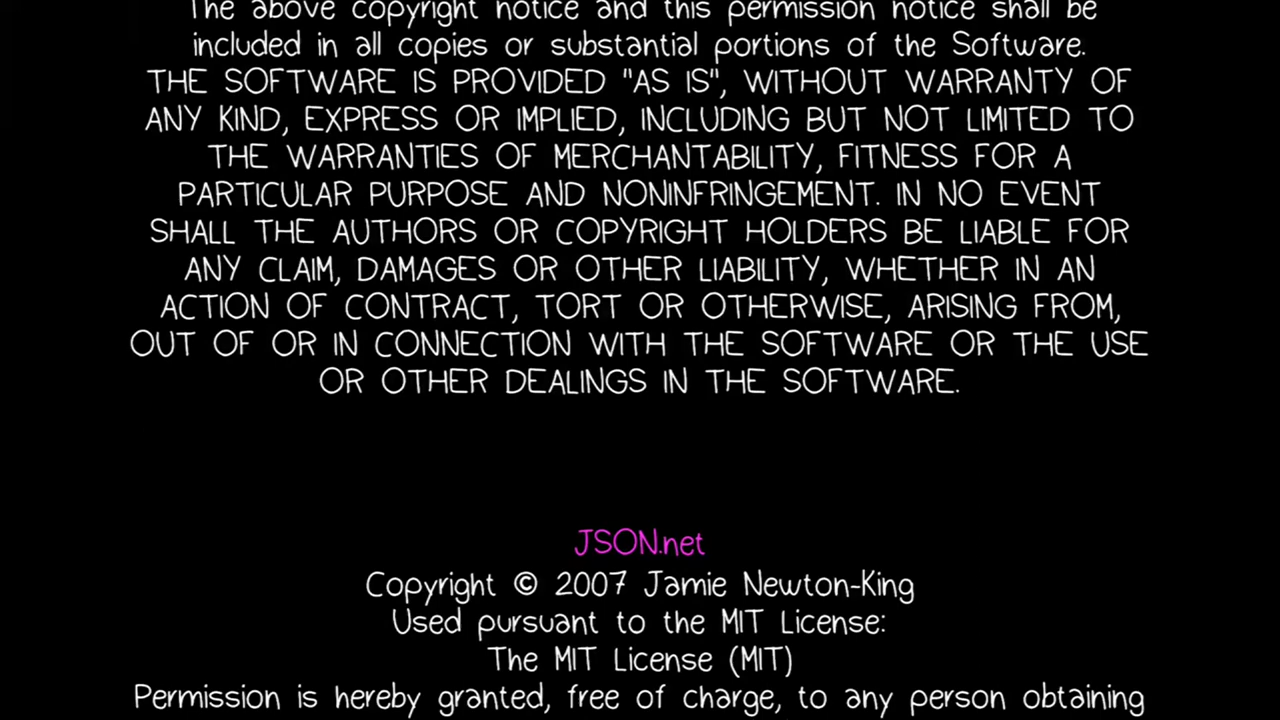 The above copyright notice and this permission notice shall be
included in all copies or substantial portions of the Software.
THE SOFTWARE IS PROVIDED "AS IS", WITHOUT WARRANTY OF
ANY KIND, EXPRESS OR IMPLIED, INCLUDING BUT NOT LIMITED TO
THE WARRANTIES OF MERCHANTABILITY, FITNESS FOR A
PARTICULAR PURPOSE AND NONINFRINGEMENT. IN NO EVENT
SHALL THE AUTHORS OR COPYRIGHT HOLDERS BE LIABLE FOR
ANY CLAIM, DAMAGES OR OTHER LIABILITY, WHETHER IN AN
ACTION OF CONTRACT, TORT OR OTHERWISE, ARISING FROM,
OUT OF OR IN CONNECTION WITH THE SOFTWARE OR THE USE
OR OTHER DEALINGS IN THE SOFTWARE.
JSON.net
Copyright © 2007 Jamie Newton-King
Used pursuant to the MIT License:
The MIT License (MIT)
Permission is hereby granted, free of charge, to any person obtaining